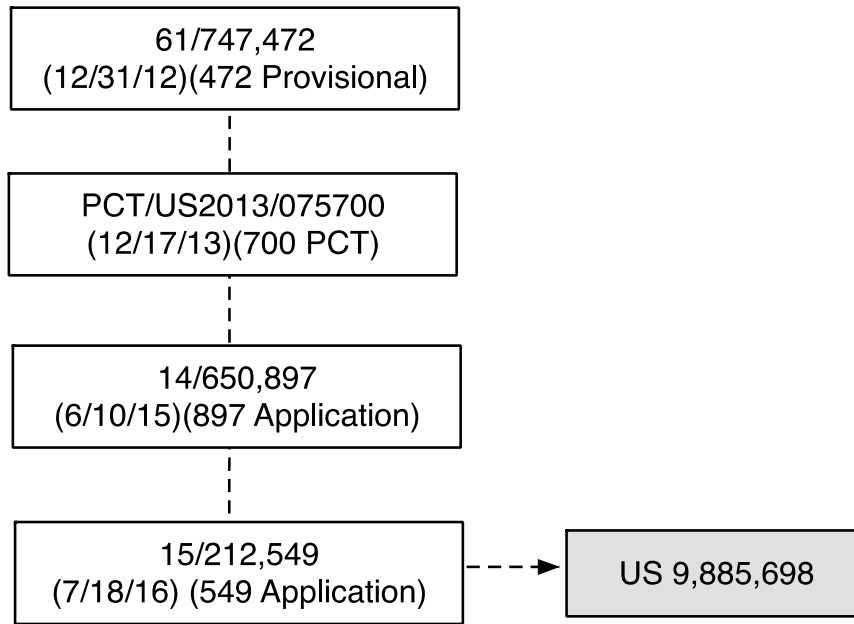 61/747,472
(12/31/12)(472 Provisional)
PCT/US2013/075700
(12/17/13)(700 PCT)
14/650,897
(6/10/15)(897 Application)
15/212,549
(7/18/16) (549 Application)
US 9,885,698